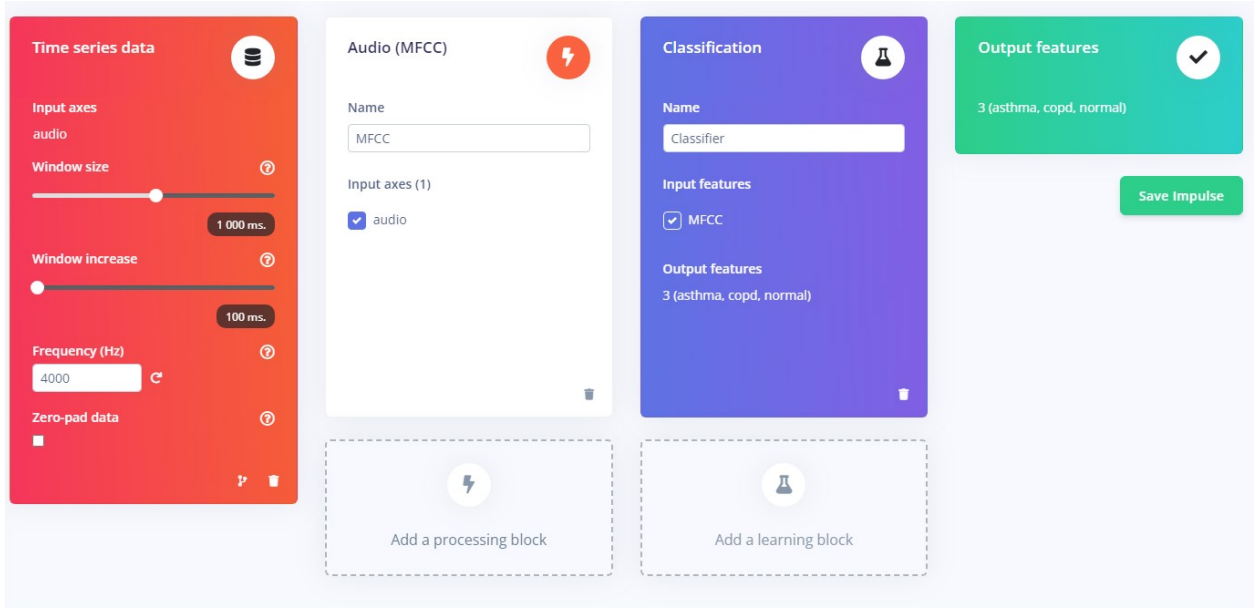 Time series data
Input axes
audio
Window size
1 000 ms.
Window increase
100 ms.
Frequency (Hz)
4000
Zero-pad data
Audio (MFCC)
Name
MFCC
Input axes (1)
audio
Add a processing block
Classification
Name
Classifier
Input features
MFCC
Output features
3 (asthma, copd, normal)
Add a learning block
Output features
3 (asthma, copd, normal)
Save Impulse